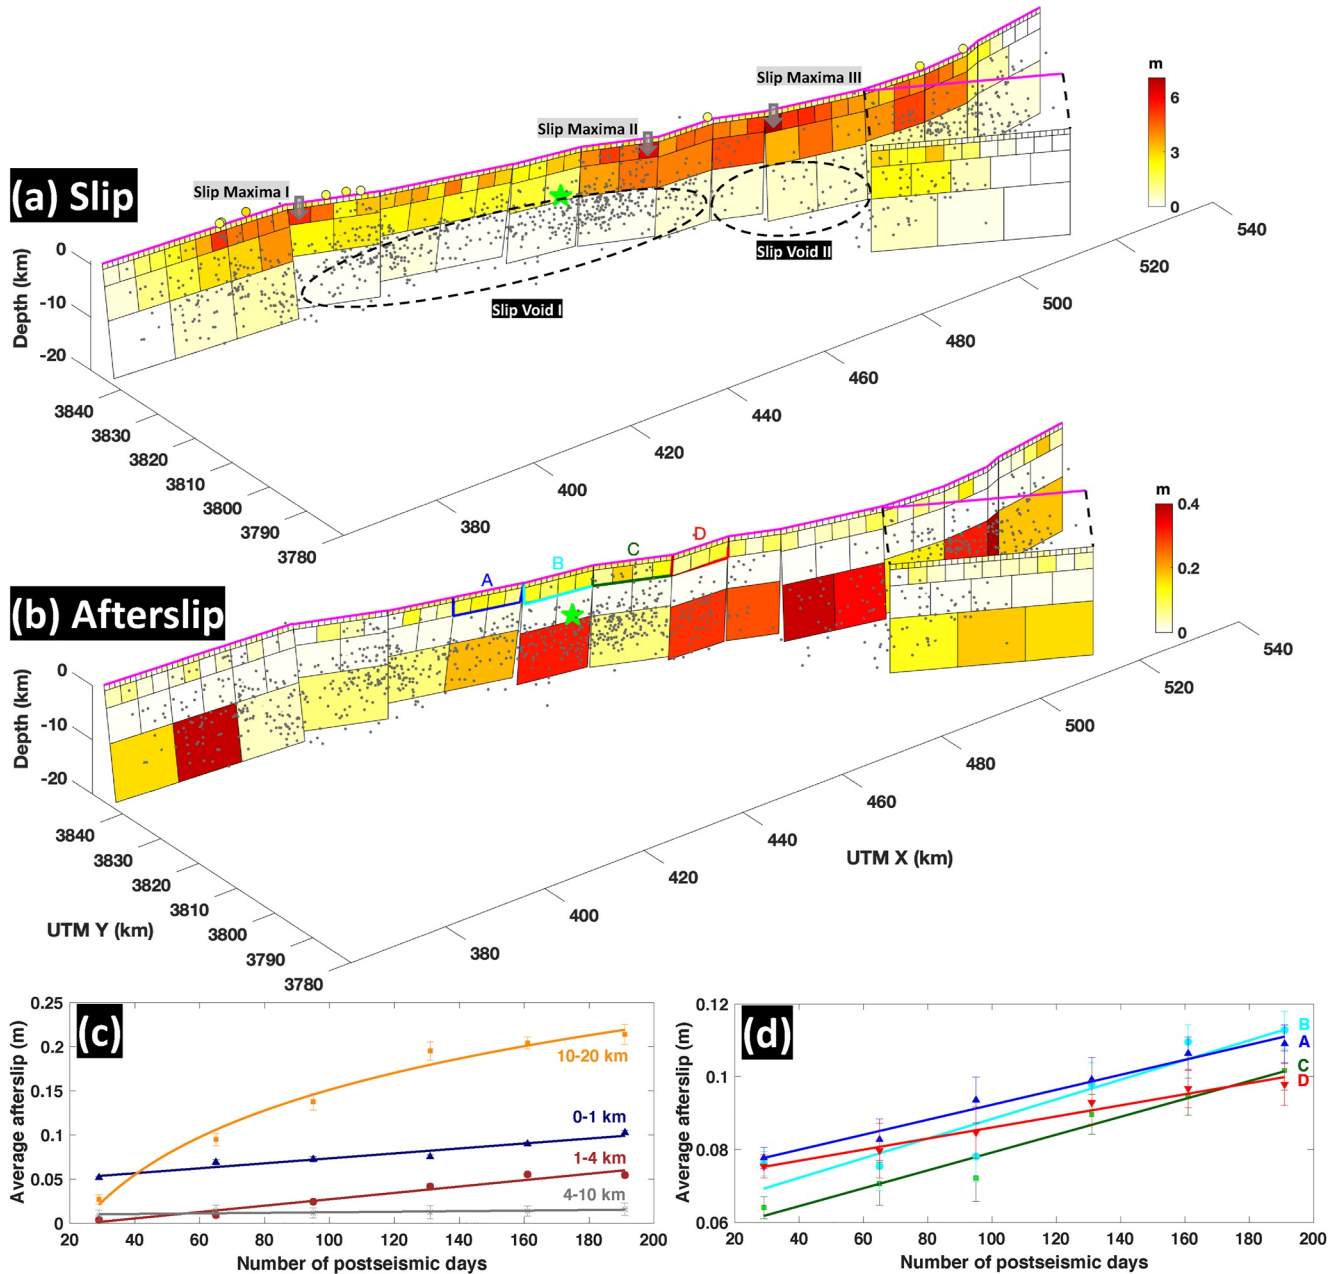 (a) Slip
Slip Maxima I
Slip Maxima II
Slip Maxima III
Slip Void I
Slip Void II
m
6
3
0
Depth (km)
0
-10
-20
3840
3830
3820
3810
3800
3790
3780
380
400
420
440
460
480
500
520
540
(b) Afterslip
A
B
C
D
m
0.4
0.2
0
Depth (km)
0
-10
-20
3840
3830
3820
3810
3800
3790
3780
UTM Y (km)
380
400
420
440
460
480
500
520
540
UTM X (km)
(c)
Average afterslip (m)
0.25
0.2
0.15
0.1
0.05
0
10-20 km
0-1 km
1-4 km
4-10 km
20 40 60 80 100 120 140 160 180 200
Number of postseismic days
(d)
Average afterslip (m)
0.12
0.1
0.08
0.06
B
A
C
D
20 40 60 80 100 120 140 160 180 200
Number of postseismic days